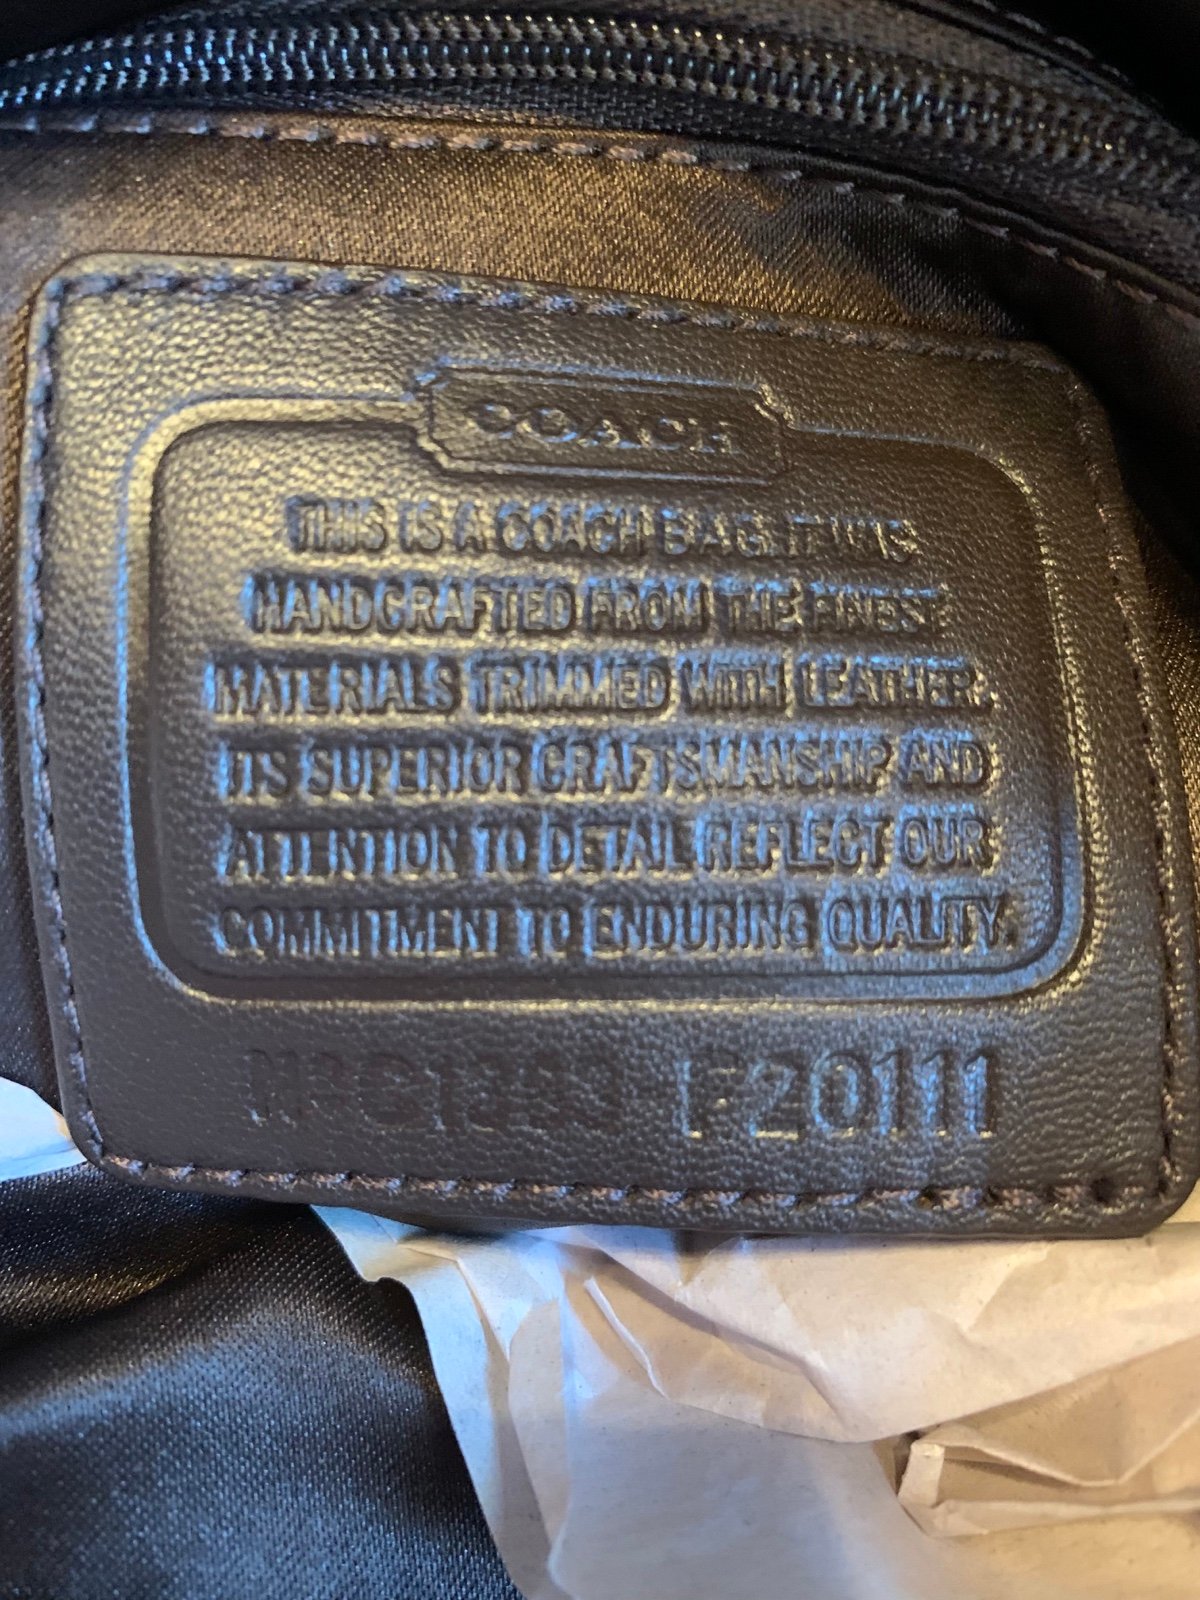 COACH
THIS IS A COACH BAG. IT WAS
HANDCRAFTED FROM THE FINEST
MATERIALS TRIMMED WITH LEATHER.
ITS SUPERIOR CRAFTSMANSHIP AND
ATTENTION TO DETAIL REFLECT OUR
COMMITMENT TO ENDURING QUALITY.
F20111